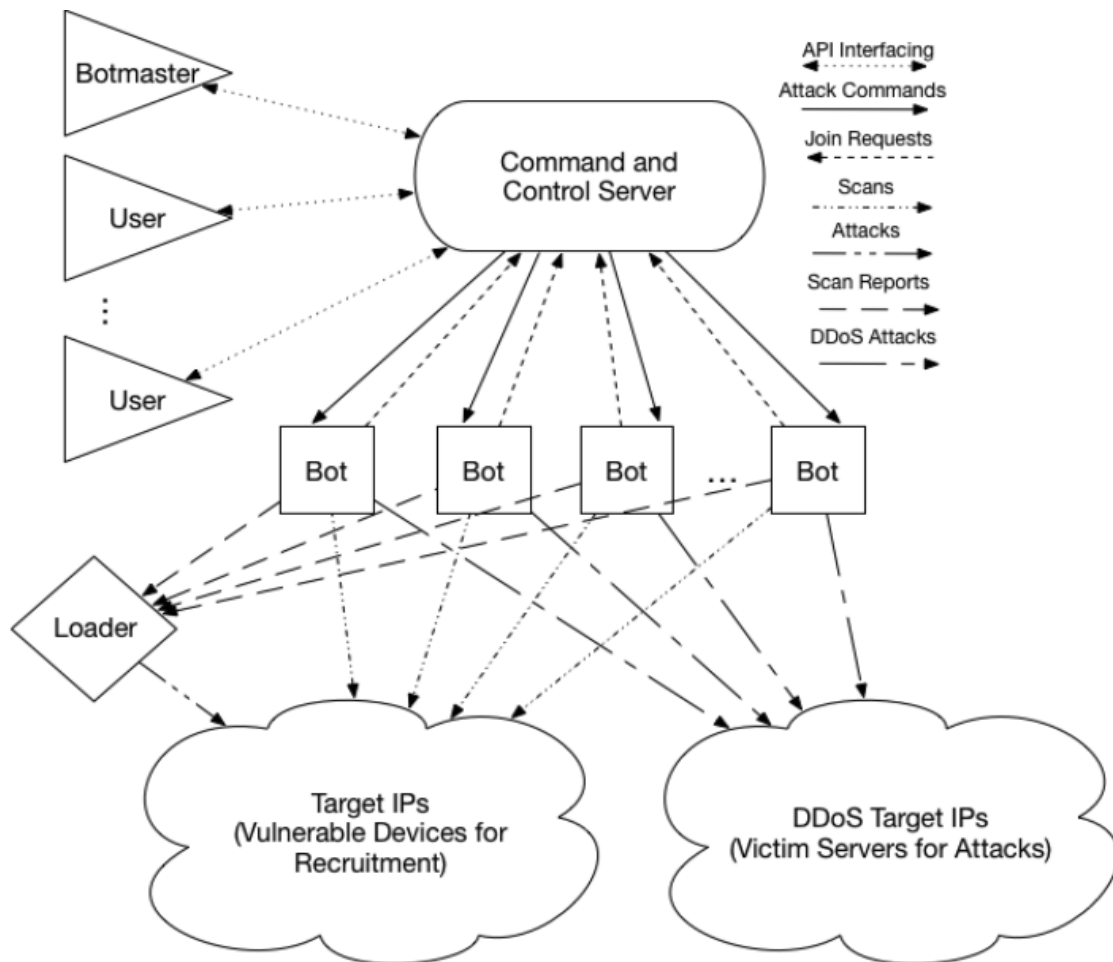 Botmaster
User
⋮
User
Command and
Control Server
API Interfacing
Attack Commands
Join Requests
Scans
Attacks
Scan Reports
DDoS Attacks
Bot
Bot
Bot
...
Bot
Loader
Target IPs
(Vulnerable Devices for
Recruitment)
DDoS Target IPs
(Victim Servers for Attacks)